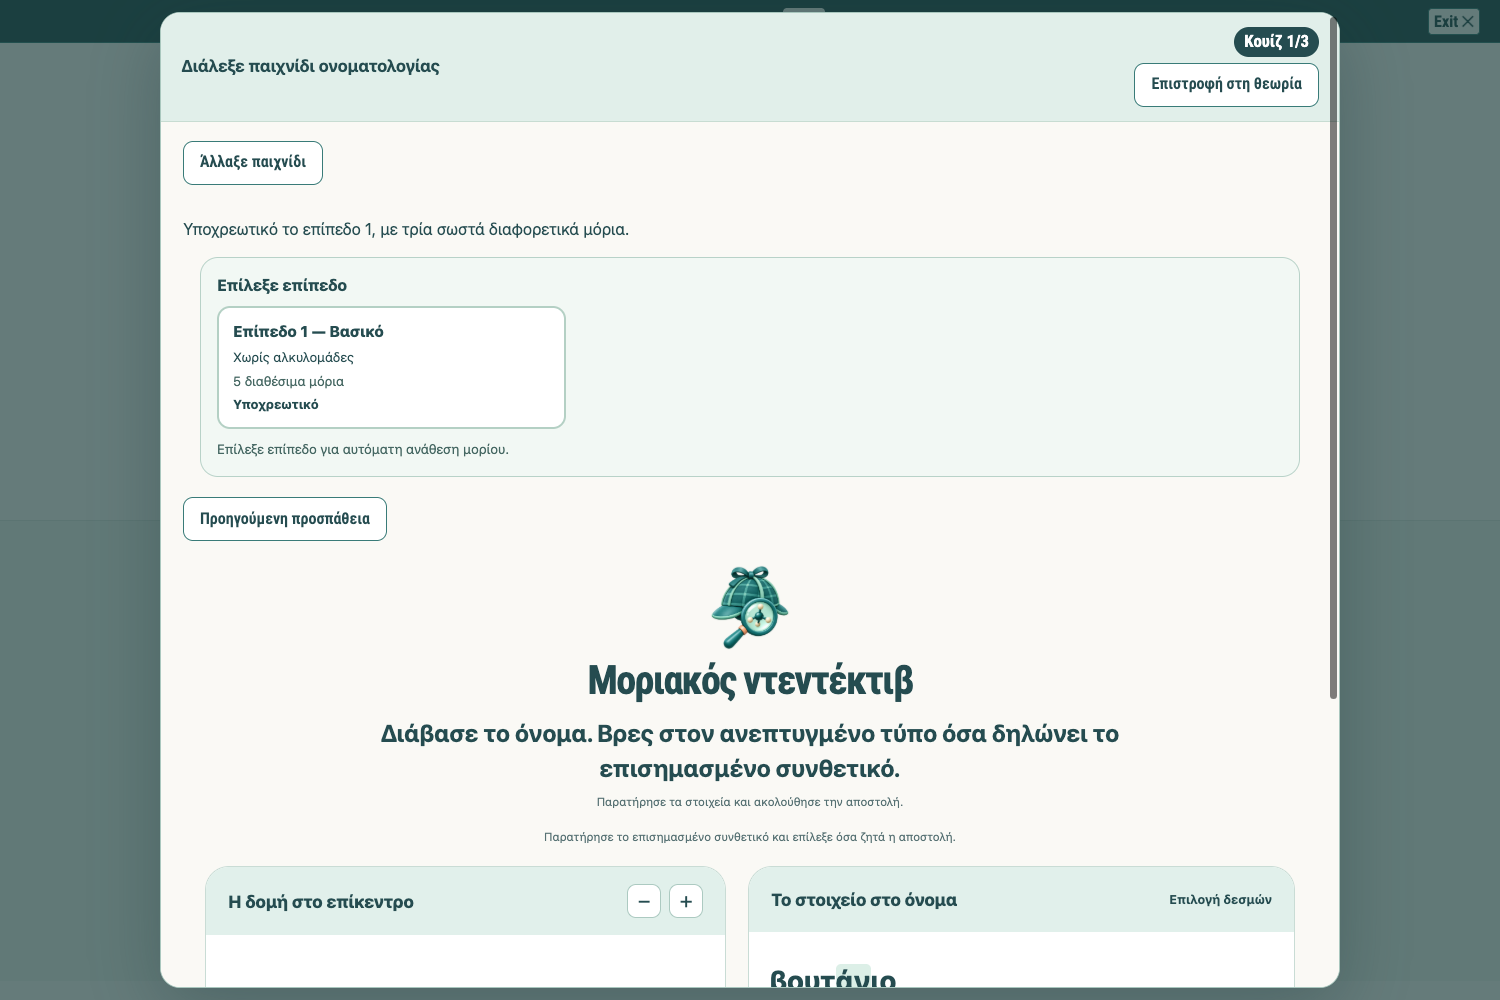 Exit
Διάλεξε παιχνίδι ονοματολογίας
Κουίζ 1/3
Επιστροφή στη θεωρία
Άλλαξε παιχνίδι
Υποχρεωτικό το επίπεδο 1, με τρία σωστά διαφορετικά μόρια.
Επίλεξε επίπεδο
Επίπεδο 1 — Βασικό
Χωρίς αλκυλομάδες
5 διαθέσιμα μόρια
Υποχρεωτικό
Επίλεξε επίπεδο για αυτόματη ανάθεση μορίου.
Προηγούμενη προσπάθεια
Μοριακός ντεντέκτιβ
Διάβασε το όνομα. Βρες στον ανεπτυγμένο τύπο όσα δηλώνει το
επισημασμένο συνθετικό.
Παρατήρησε τα στοιχεία και ακολούθησε την αποστολή.
Παρατήρησε το επισημασμένο συνθετικό και επίλεξε όσα ζητά η αποστολή.
Η δομή στο επίκεντρο
− +
Το στοιχείο στο όνομα
Επιλογή δεσμών
βουτάνιο